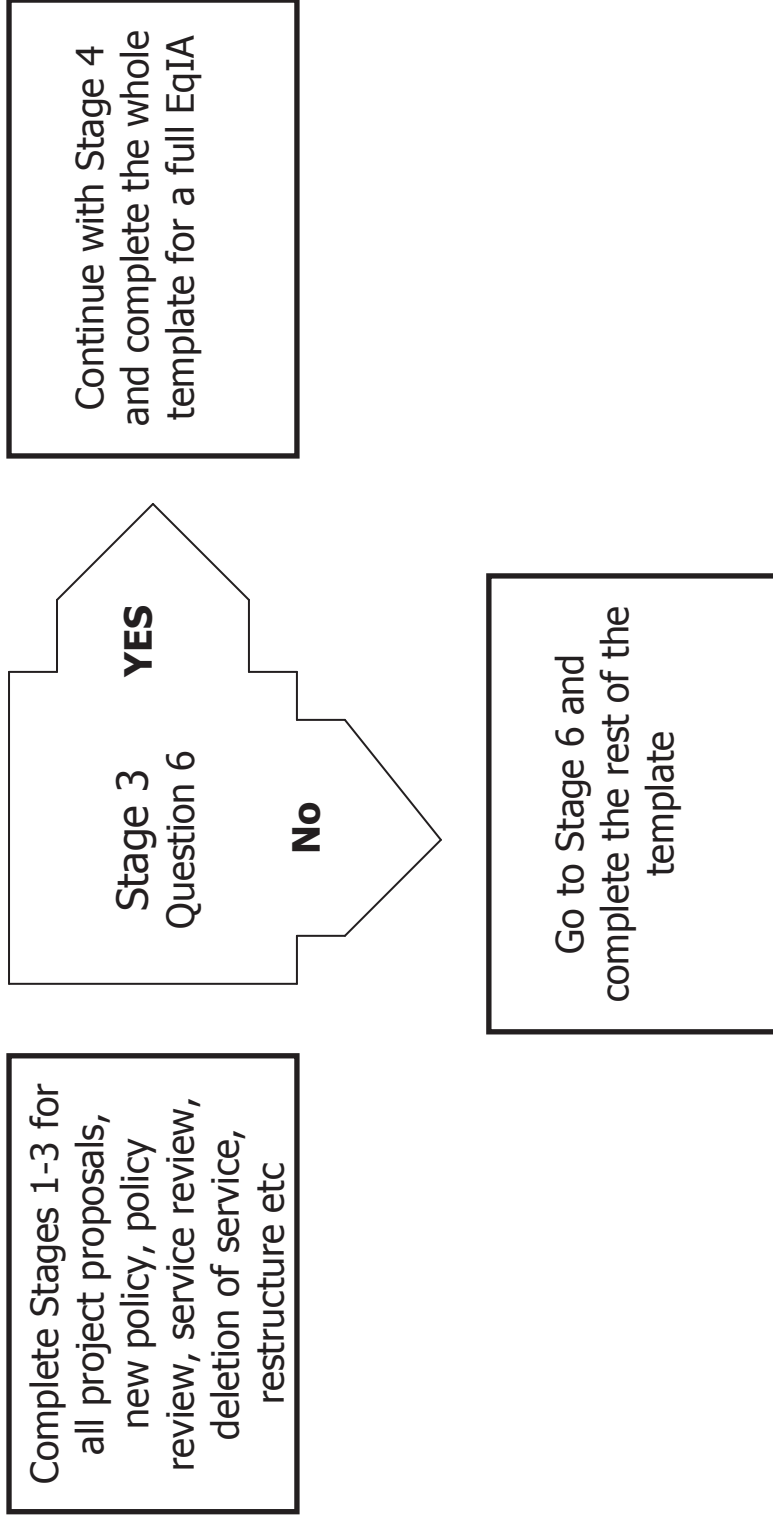 Complete Stages 1-3 for
all project proposals,
new policy, policy
review, service review,
deletion of service,
restructure etc
Stage 3
Question 6
YES
No
Continue with Stage 4
and complete the whole
template for a full EqIA
Go to Stage 6 and
complete the rest of the
template